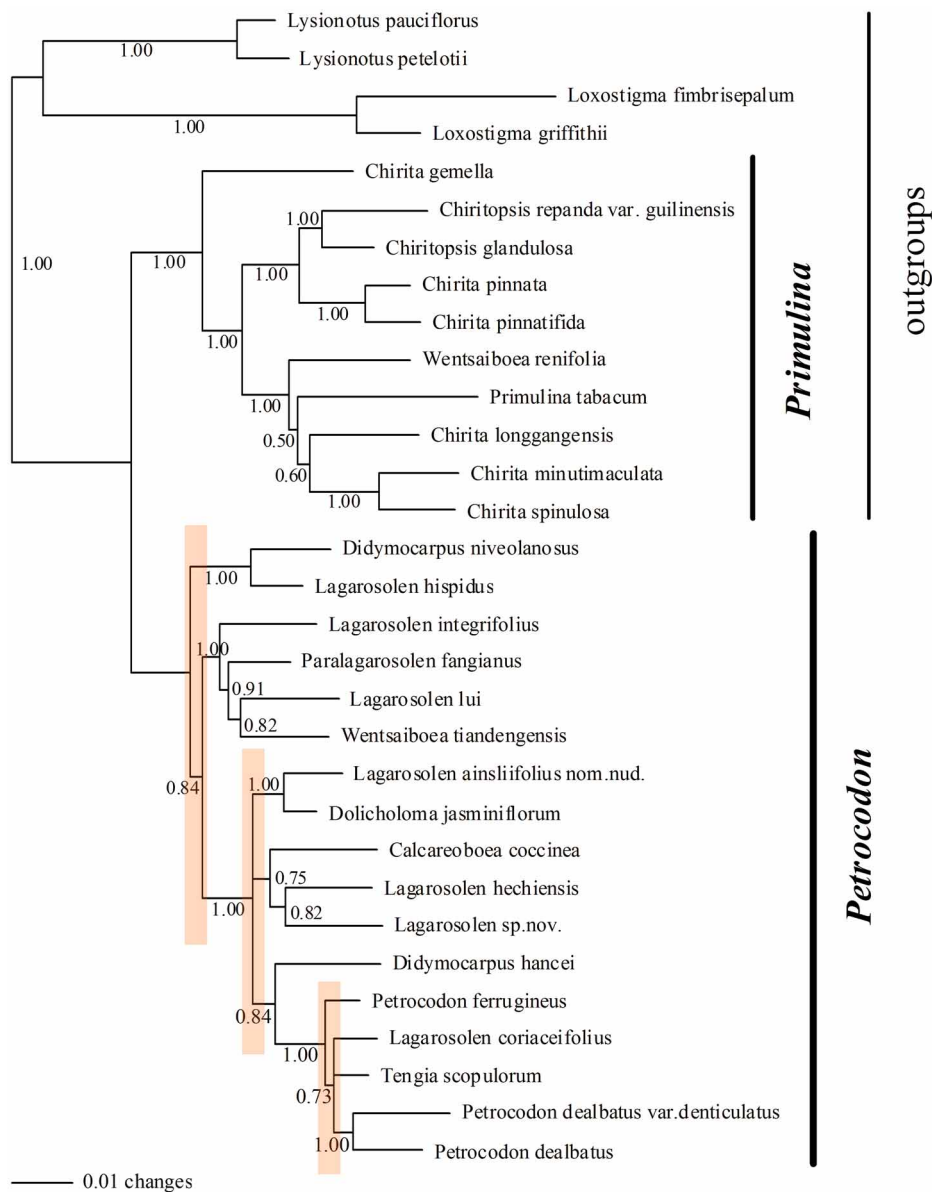 Lysionotus pauciflorus
1.00
Lysionotus petelotii
Loxostigma fimbrisepalum
1.00
Loxostigma griffithii
Chirita gemella
1.00
Chiritopsis repanda var. guilinensis
1.00
Chiritopsis glandulosa
1.00
1.00
1.00
Chirita pinnata
1.00
Chirita pinnatifida
1.00
Wentsaiboea renifolia
1.00
Primulina tabacum
0.50
Chirita longgangensis
0.60
Chirita minutimaculata
1.00
Chirita spinulosa
Primulina
outgroups
Didymocarpus niveolanosus
1.00
Lagarosolen hispidus
Lagarosolen integrifolius
1.00
Paralagarosolen fangianus
0.91
Lagarosolen lui
0.82
Wentsaiboea tiandengensis
0.84
Lagarosolen ainsliifolius nom.nud.
1.00
Dolicholoma jasminiflorum
Calcareoboea coccinea
0.75
Lagarosolen hechiensis
1.00
0.82
Lagarosolen sp.nov.
Didymocarpus hancei
0.84
Petrocodon ferrugineus
1.00
Lagarosolen coriaceifolius
Tengia scopulorum
0.73
Petrocodon dealbatus var.denticulatus
1.00
Petrocodon dealbatus
Petrocodon
0.01 changes